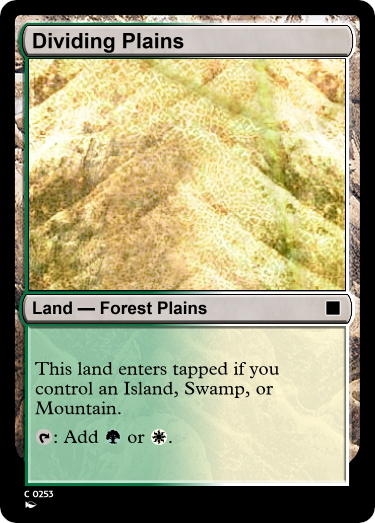 Dividing Plains
Land — Forest Plains
This land enters tapped if you
control an Island, Swamp, or
Mountain.
: Add or .
C 0253